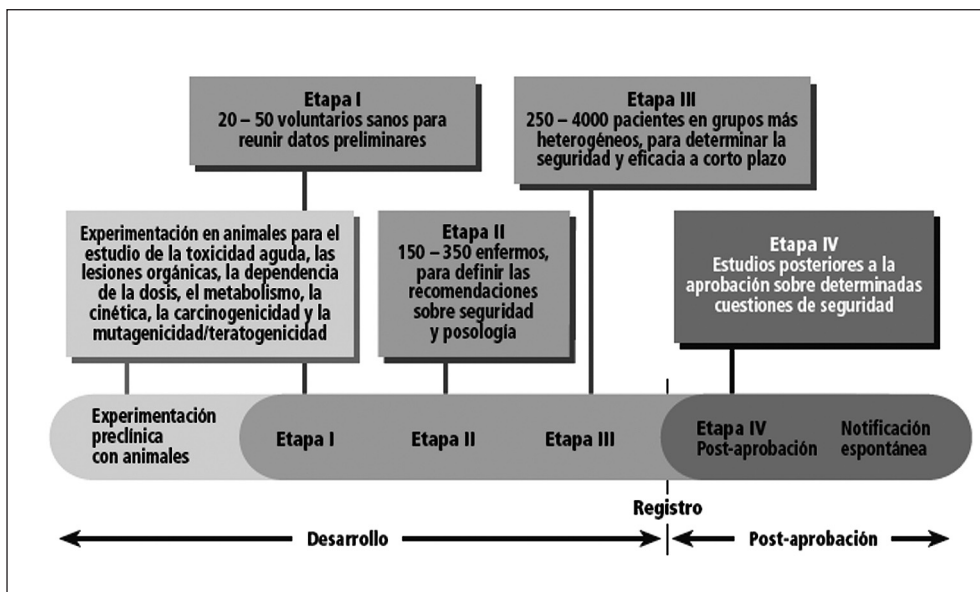 Etapa I
20 – 50 voluntarios sanos para
reunir datos preliminares
Etapa III
250 – 4000 pacientes en grupos más
heterogéneos, para determinar la
seguridad y eficacia a corto plazo
Experimentación en animales para el
estudio de la toxicidad aguda, las
lesiones orgánicas, la dependencia
de la dosis, el metabolismo, la
cinética, la carcinogenicidad y la
mutagenicidad/teratogenicidad
Etapa II
150 – 350 enfermos,
para definir las
recomendaciones
sobre seguridad
y posología
Etapa IV
Estudios posteriores a la
aprobación sobre determinadas
cuestiones de seguridad
Experimentación
preclínica
con animales
Etapa I
Etapa II
Etapa III
Etapa IV
Post-aprobación
Notificación
espontánea
Registro
Desarrollo
Post-aprobación